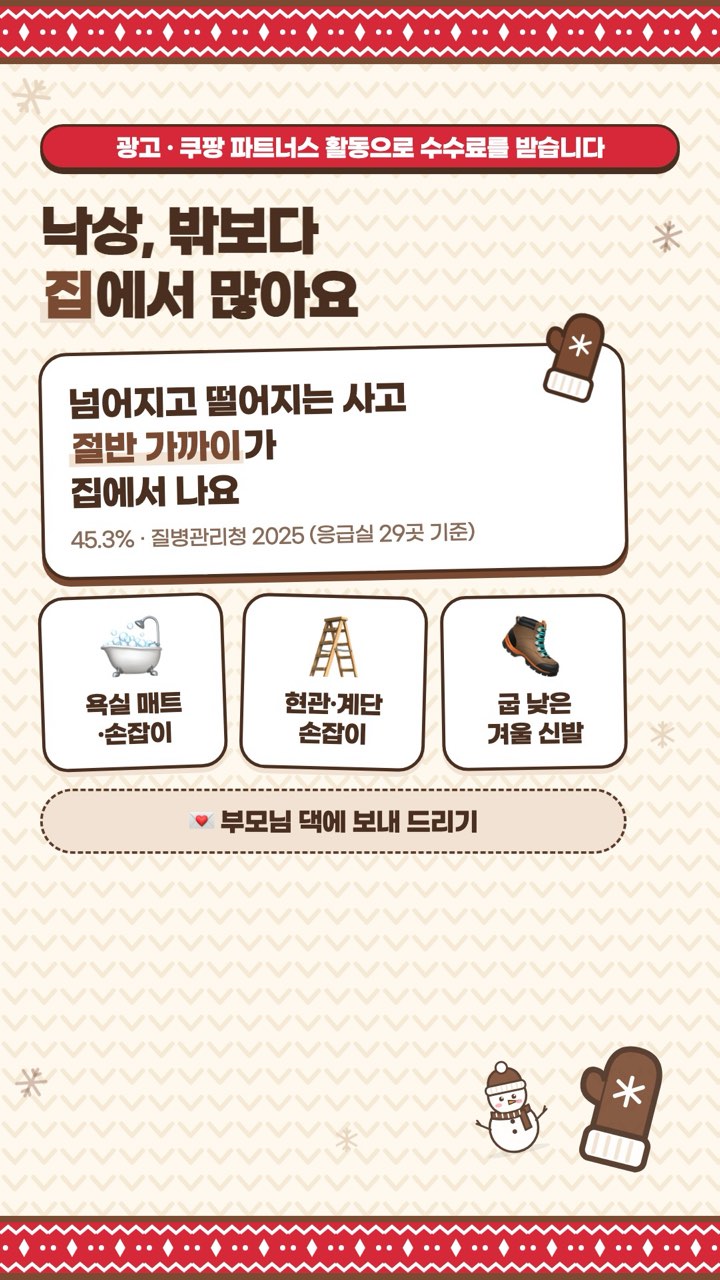 광고 · 쿠팡 파트너스 활동으로 수수료를 받습니다
낙상, 밖보다
집에서 많아요
넘어지고 떨어지는 사고
절반 가까이가
집에서 나요
45.3% · 질병관리청 2025 (응급실 29곳 기준)
욕실 매트
·손잡이
현관·계단
손잡이
굽 낮은
겨울 신발
💌 부모님 댁에 보내 드리기